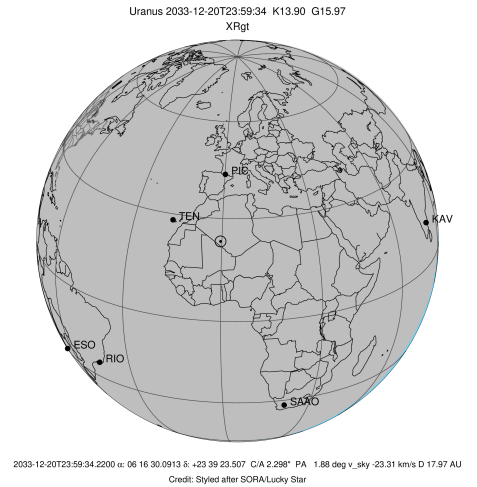 Uranus 2033-12-20T23:59:34 K13.90 G15.97
XRgt
PIC
TEN
KAV
ESO
RIO
SAAO
2033-12-20T23:59:34.2200 α: 06 16 30.0913 δ: +23 39 23.507 C/A 2.298" PA 1.88 deg v_sky -23.31 km/s D 17.97 AU
Credit: Styled after SORA/Lucky Star